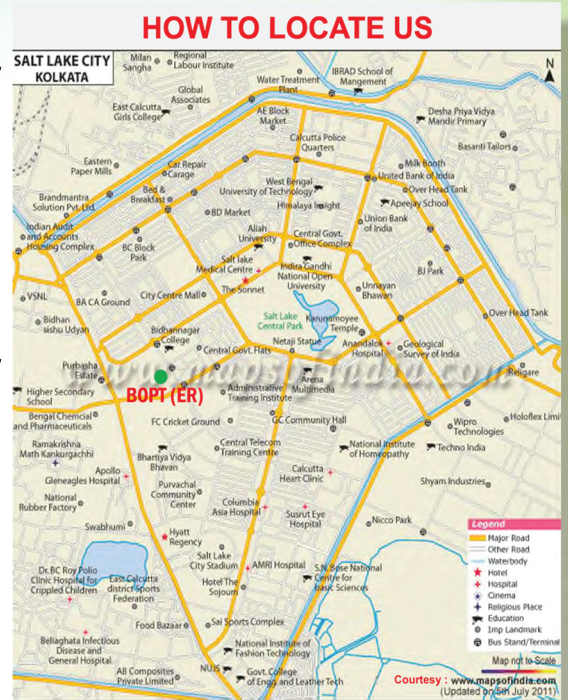 HOW TO LOCATE US
SALT LAKE CITY
KOLKATA
Milan
Sangha
Regional
Labour Institute
IBRAD School of
Mangement
N
Water Treatment
Plant
Global
Associates
East Calcutta
Girls College
AE Block
Market
Desha Priya Vidya
Mandir Primary
Calcutta Police
Quarters
Basanti Tailors
Eastern
Paper Mills
Car Repair
Carage
Milk Booth
United Bank of India
Bed &
Breakfast
West Bengal
University of Technology
Over Head Tank
Brandmantra
Solution Pvt. Ltd.
Himalaya Insight
Apeejay School
BD Market
Union Bank
of India
Indian Audit
and Accounts
Housing Complex
Aliah
University
Central Govt.
Office Complex
BC Block
Park
Salt lake
Medical Centre
Indira Gandhi
National Open
University
BJ Park
VSNL
BA CA Ground
City Centre Mall
The Sonnet
Unnayan
Bhawan
Bidhan
sishu Udyan
Salt Lake
Central Park
Karunamoyee
Temple
Over Head Tank
Bidhannagar
College
Netaji Statue
Central Govt. Flats
Anandalok
Hospital
Geological
Survey of India
Purbasha
Estate
www.mapsofindia.com
Religare
BOPT (ER)
Arena
Multimedia
Higher Secondary
School
Administrative
Training Institute
Bengal Chemical
and Pharmaceuticals
FC Cricket Ground
GC Community Hall
Wipro
Technologies
Holoflex Limi
Ramakrishna
Math Kankurgachhi
Central Telecom
Training Centre
National Institute
of Homeopathy
Techno India
Bhartiya Vidya
Bhavan
Apollo
Gleneagles Hospital
Calcutta
Heart Clinic
Purvachal
Community
Center
Shyam Industries
National
Rubber Factory
Columbia
Asia Hospital
Susrut Eye
Hospital
Swabhumi
Nicco Park
Hyatt
Regency
Legend
Major Road
Other Road
Waterbody
Hotel
Hospital
Cinema
Religious Place
Education
Imp Landmark
Bus Stand/Terminal
Salt Lake
City Stadium
AMRI Hospital
Dr.BC Roy Polio
Clinic Hospital for
Crippled Children
East Calcutta
district Sports
Federation
Hotel The
Sojourn
S.N. Bose National
Centre for
basic Sciences
Food Bazaar
Sai Sports Complex
Beliaghata Infectious
Disease and
General Hospital
National Institute of
Fashion Technology
Map not to Scale
All Composites
Private Limited
NUJS
Govt. College
of Engg. and Leather Tech
Courtesy : www.mapsofindia.com
(Updated on 5th July 2011)